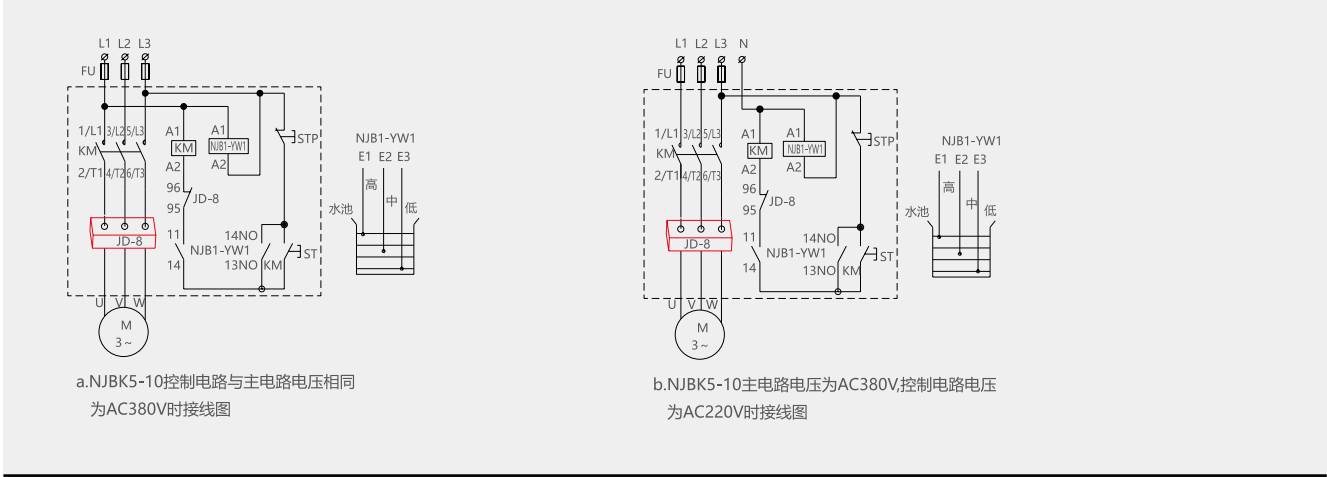 L1 L2 L3
FU
1/L1 3/L2 5/L3
A1
A1
STP
KM
KM
NJB1-YW1
A2
A2
2/T1 4/T2 6/T3
96
JD-8
95
JD-8
11
14NO
NJB1-YW1
ST
14
13NO KM
U V W
M
3～
NJB1-YW1
E1 E2 E3
高
中
水池
低
a.NJBK5-10控制电路与主电路电压相同
为AC380V时接线图
L1 L2 L3 N
FU
1/L1 3/L2 5/L3
A1
A1
STP
KM
KM
NJB1-YW1
A2
A2
2/T1 4/T2 6/T3
96
JD-8
95
JD-8
11
14NO
NJB1-YW1
ST
14
13NO KM
U V W
M
3～
NJB1-YW1
E1 E2 E3
高
中
水池
低
b.NJBK5-10主电路电压为AC380V,控制电路电压
为AC220V时接线图